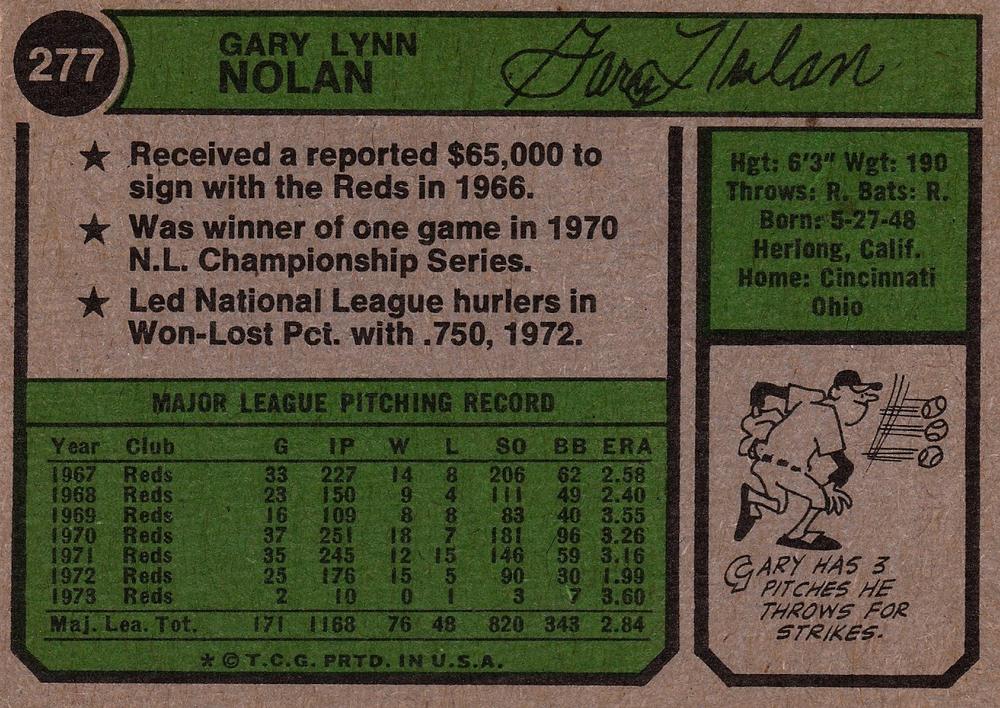 277
GARY LYNN
NOLAN
Gary Nolan
★ Received a reported $65,000 to
sign with the Reds in 1966.
★ Was winner of one game in 1970
N.L. Championship Series.
★ Led National League hurlers in
Won-Lost Pct. with .750, 1972.
Hgt: 6'3" Wgt: 190
Throws: R. Bats: R.
Born: 5-27-48
Herlong, Calif.
Home: Cincinnati
Ohio
MAJOR LEAGUE PITCHING RECORD
Year Club G IP W L SO BB ERA
1967 Reds 33 227 14 8 206 62 2.58
1968 Reds 23 150 9 4 111 49 2.40
1969 Reds 16 109 8 8 83 40 3.55
1970 Reds 37 251 18 7 181 96 3.26
1971 Reds 35 245 12 15 146 59 3.16
1972 Reds 25 176 15 5 90 30 1.99
1973 Reds 2 10 0 1 3 7 3.60
Maj. Lea. Tot. 171 1168 76 48 820 343 2.84
* © T.C.G. PRTD. IN U.S.A.
GARY HAS 3
PITCHES HE
THROWS FOR
STRIKES.